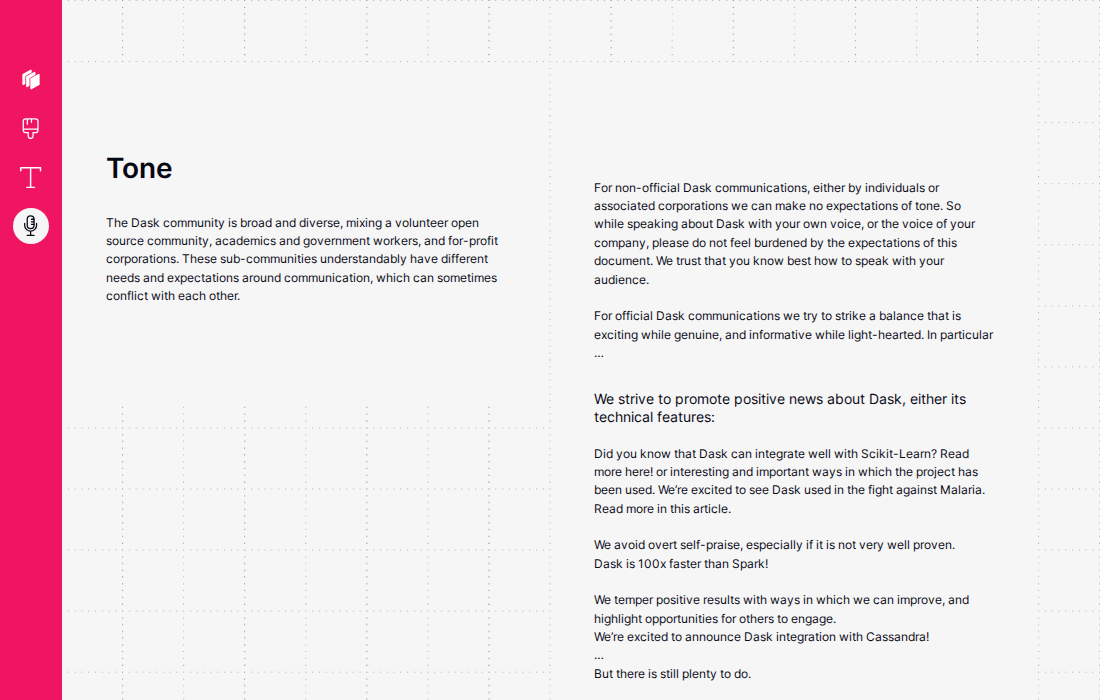 Tone
The Dask community is broad and diverse, mixing a volunteer open
source community, academics and government workers, and for-profit
corporations. These sub-communities understandably have different
needs and expectations around communication, which can sometimes
conflict with each other.
For non-official Dask communications, either by individuals or
associated corporations we can make no expectations of tone. So
while speaking about Dask with your own voice, or the voice of your
company, please do not feel burdened by the expectations of this
document. We trust that you know best how to speak with your
audience.
For official Dask communications we try to strike a balance that is
exciting while genuine, and informative while light-hearted. In particular
...
We strive to promote positive news about Dask, either its
technical features:
Did you know that Dask can integrate well with Scikit-Learn? Read
more here! or interesting and important ways in which the project has
been used. We’re excited to see Dask used in the fight against Malaria.
Read more in this article.
We avoid overt self-praise, especially if it is not very well proven.
Dask is 100x faster than Spark!
We temper positive results with ways in which we can improve, and
highlight opportunities for others to engage.
We’re excited to announce Dask integration with Cassandra!
...
But there is still plenty to do.